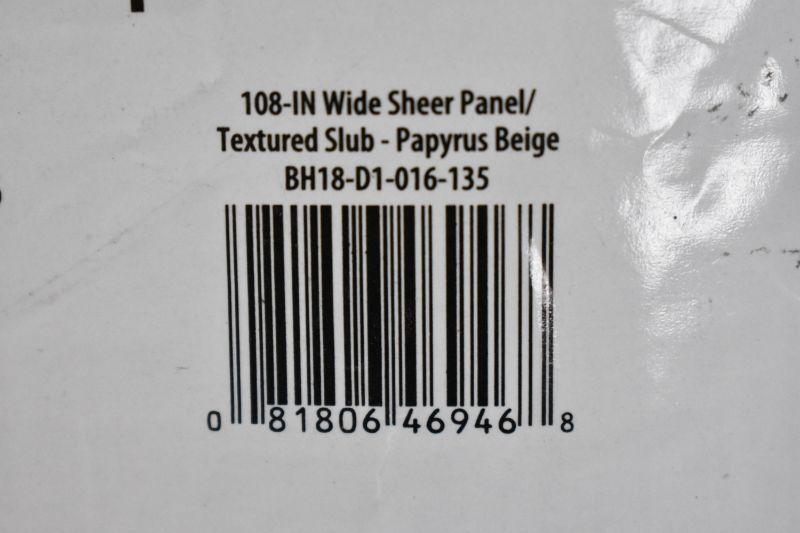 108-IN Wide Sheer Panel/
Textured Slub - Papyrus Beige
BH18-D1-016-135
0 81806 46946 8